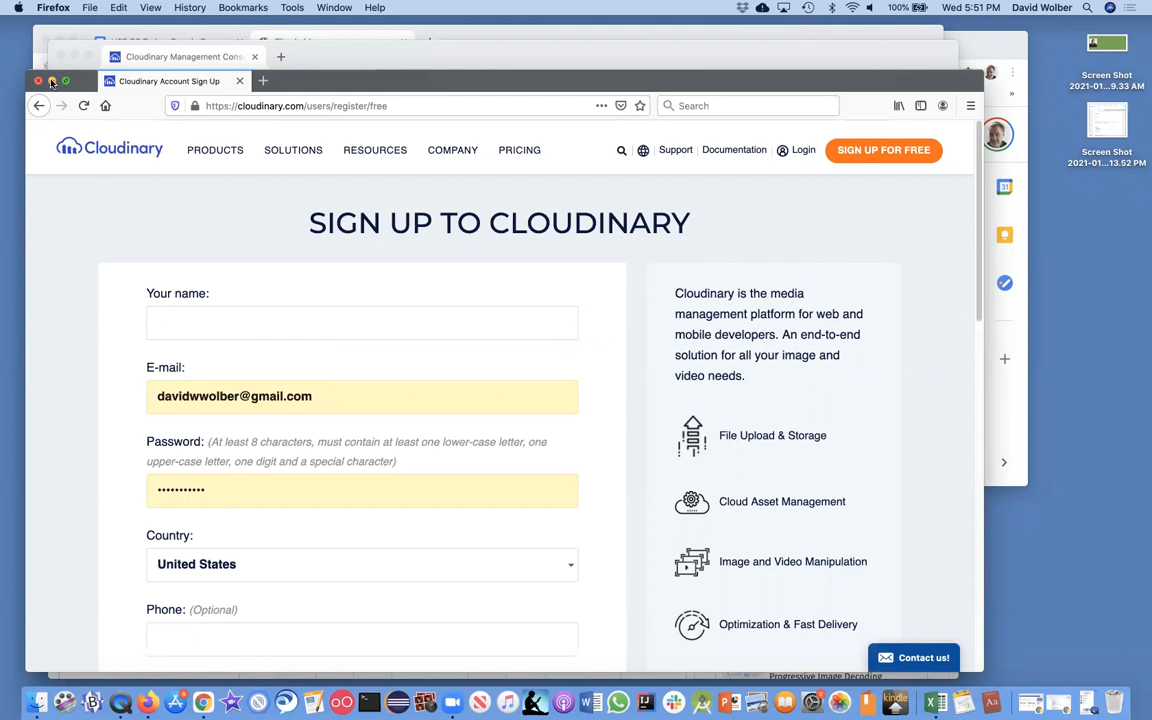 Firefox File Edit View History Bookmarks Tools Window Help
100% Wed 5:51 PM David Wolber
Cloudinary Management Cons
Cloudinary Account Sign Up
https://cloudinary.com/users/register/free
Search
Cloudinary PRODUCTS SOLUTIONS RESOURCES COMPANY PRICING Support Documentation Login SIGN UP FOR FREE
SIGN UP TO CLOUDINARY
Your name:
E-mail:
davidwwolber@gmail.com
Password: (At least 8 characters, must contain at least one lower-case letter, one
upper-case letter, one digit and a special character)
Country:
United States
Phone: (Optional)
Cloudinary is the media
management platform for web and
mobile developers. An end-to-end
solution for all your image and
video needs.
File Upload & Storage
Cloud Asset Management
Image and Video Manipulation
Optimization & Fast Delivery
Contact us!
Progressive Image Decoding
Screen Shot
2021-01...9.33 AM
Screen Shot
2021-01...13.52 PM
31
kindle